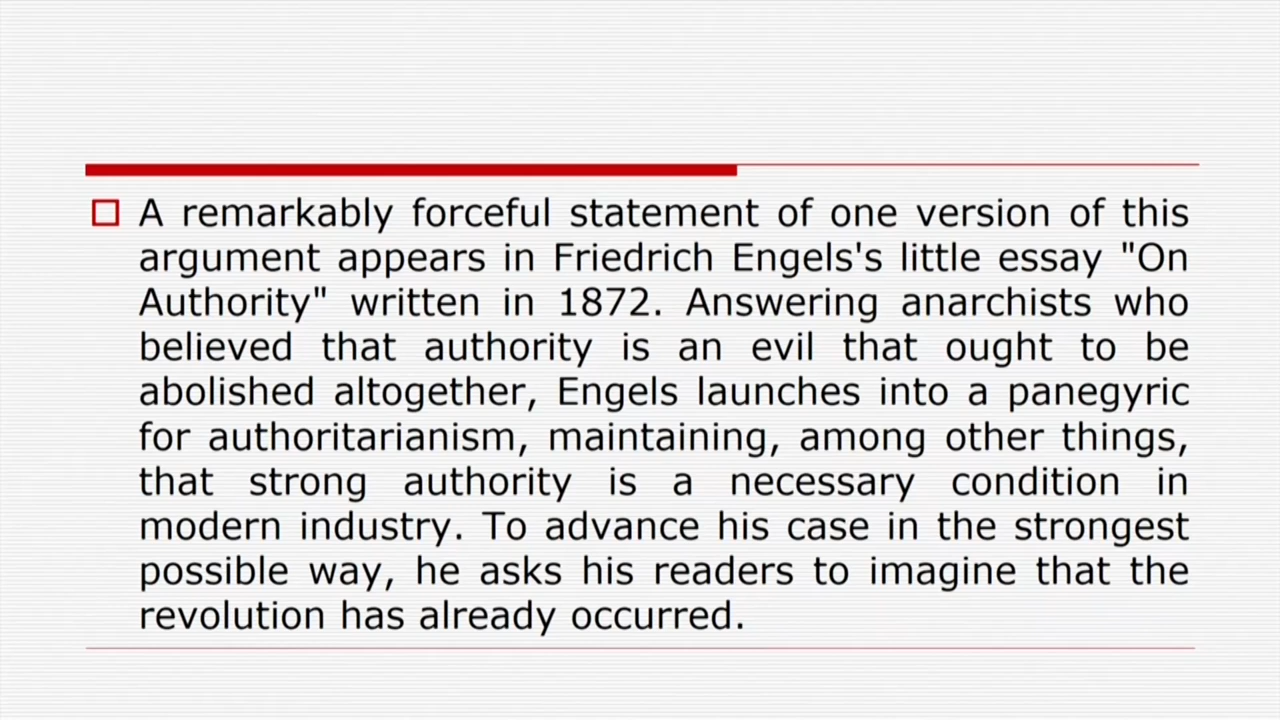 A remarkably forceful statement of one version of this
argument appears in Friedrich Engels's little essay "On
Authority" written in 1872. Answering anarchists who
believed that authority is an evil that ought to be
abolished altogether, Engels launches into a panegyric
for authoritarianism, maintaining, among other things,
that strong authority is a necessary condition in
modern industry. To advance his case in the strongest
possible way, he asks his readers to imagine that the
revolution has already occurred.